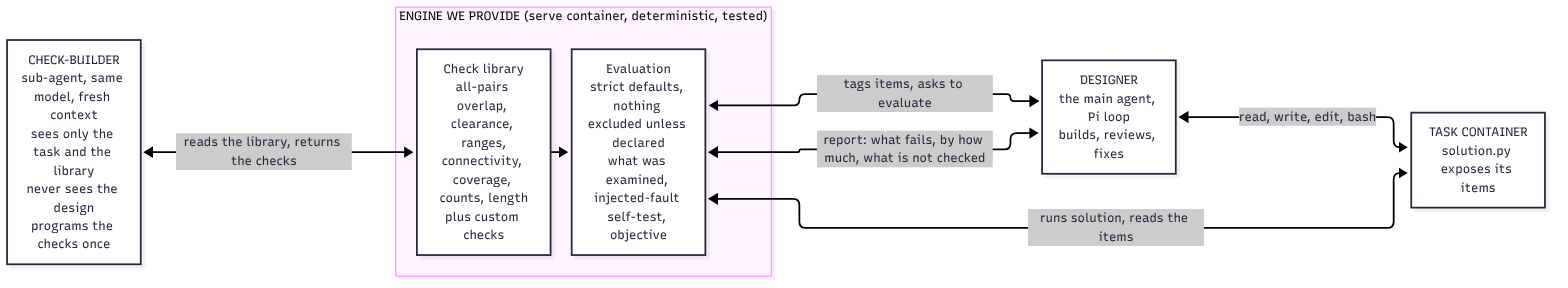 ENGINE WE PROVIDE (serve container, deterministic, tested)
CHECK-BUILDER
sub-agent, same
model, fresh
context
sees only the
task and the
library
never sees the
design
programs the
checks once
reads the library, returns
the checks
Check library
all-pairs
overlap,
clearance,
ranges,
connectivity,
coverage,
counts, length
plus custom
checks
Evaluation
strict defaults,
nothing
excluded unless
declared
what was
examined,
injected-fault
self-test,
objective
tags items, asks to
evaluate
report: what fails, by how
much, what is not checked
runs solution, reads the
items
DESIGNER
the main agent,
Pi loop
builds, reviews,
fixes
read, write, edit, bash
TASK CONTAINER
solution.py
exposes its
items